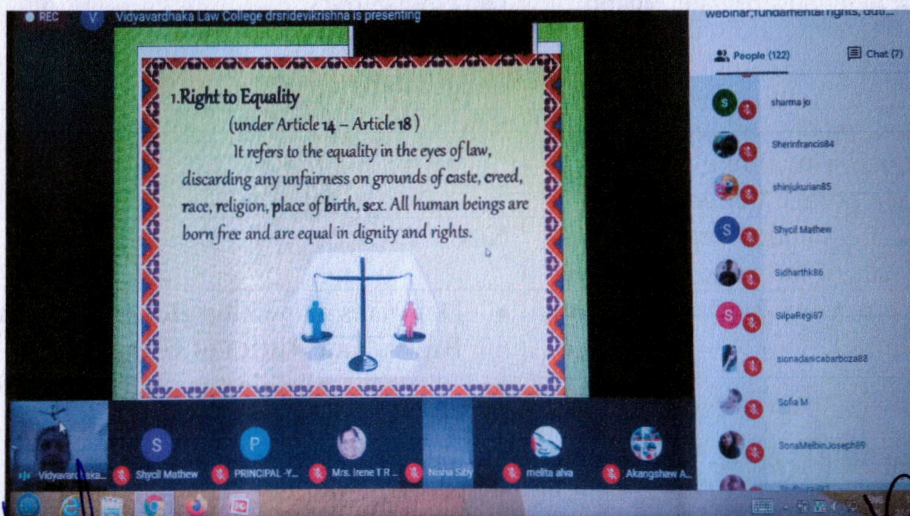 REC
V
Vidyavardhaka Law College drsridevikrishna is presenting
1.Right to Equality
(under Article 14 – Article 18 )
It refers to the equality in the eyes of law,
discarding any unfairness on grounds of caste, creed,
race, religion, place of birth, sex. All human beings are
born free and are equal in dignity and rights.
webinar,fundamental rights,
People (122)
Chat (7)
S
sharma jo
Sherinfrancis84
shinjukurian85
S
Shycil Mathew
Sidharthk86
S
SilpaRegi87
sionadanicabarboza88
Sofia M
SonaMelbinJoseph89
S
P
Shycil Mathew
PRINCIPAL -Y...
Mrs. Irene T R ...
Nisha Siby
melita alva
Akangshaw A...